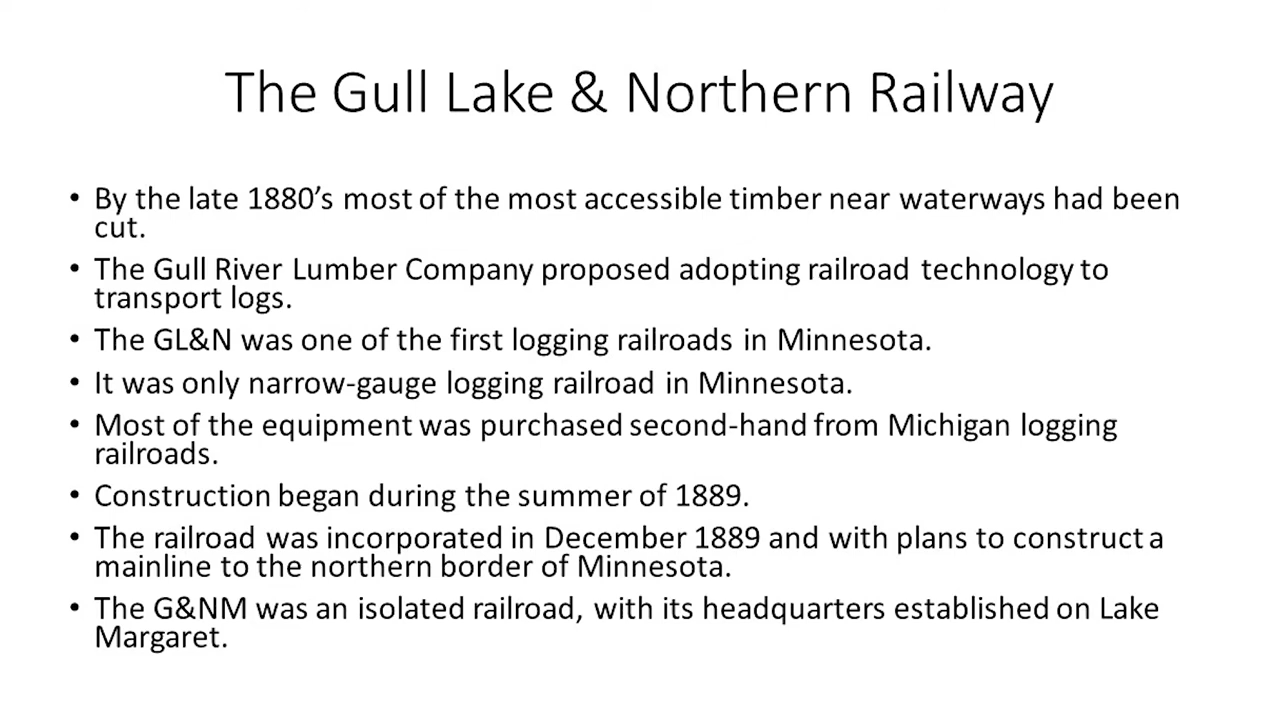 The Gull Lake & Northern Railway
• By the late 1880’s most of the most accessible timber near waterways had been
cut.
• The Gull River Lumber Company proposed adopting railroad technology to
transport logs.
• The GL&N was one of the first logging railroads in Minnesota.
• It was only narrow-gauge logging railroad in Minnesota.
• Most of the equipment was purchased second-hand from Michigan logging
railroads.
• Construction began during the summer of 1889.
• The railroad was incorporated in December 1889 and with plans to construct a
mainline to the northern border of Minnesota.
• The G&NM was an isolated railroad, with its headquarters established on Lake
Margaret.